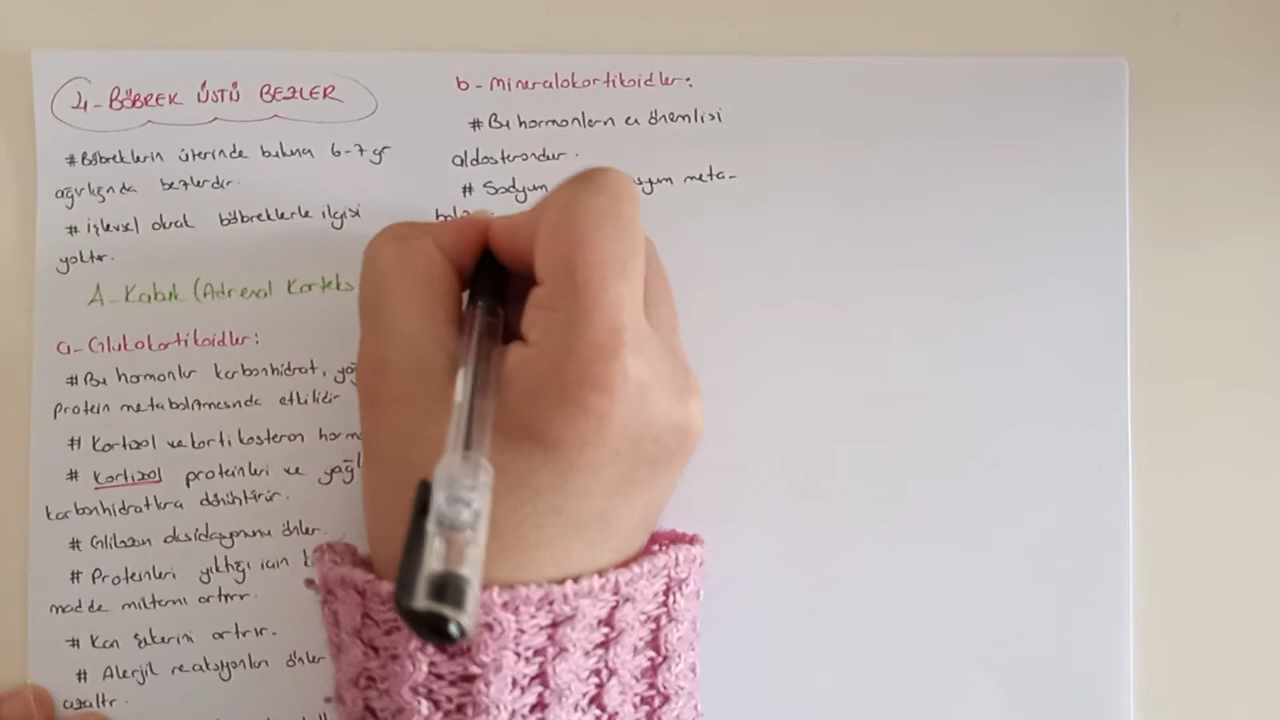 4- BÖBREK ÜSTÜ BEZLER
# Böbreklerin üzerinde bulunan 6-7 gr
ağırlığında bezlerdir.
# İşlevsel olarak böbreklerle ilgisi
yoktur.
A- Kabuk (Adrenal Korteks
a- Glukokortikoidler:
# Bu hormonlar karbonhidrat, yağ
protein metabolizmasında etkilidir
# Kortizol ve kortikosteron
# Kortizol proteinleri ve
karbonhidratlara dönüştürür.
# Glikozun oksidasyonunu önler.
# Proteinleri yıktığı için
madde miktarını artırır.
# Kan şekerini artırır.
# Alerjik reaksiyonları önler
azaltır.
b- Mineralokortikoidler:
# Bu hormonların en önemlisi
aldosterondur.
# Sodyum meta-